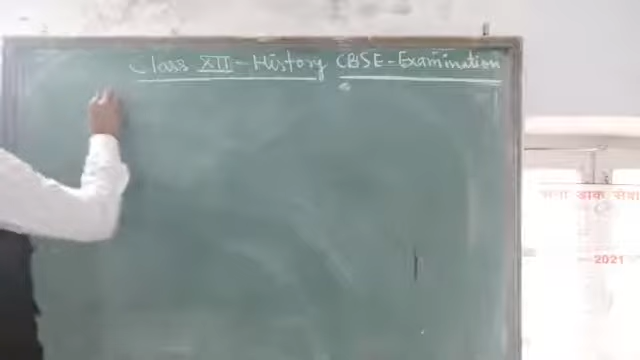 Class XII - History CBSE - Examination
डाक सेवा
2021